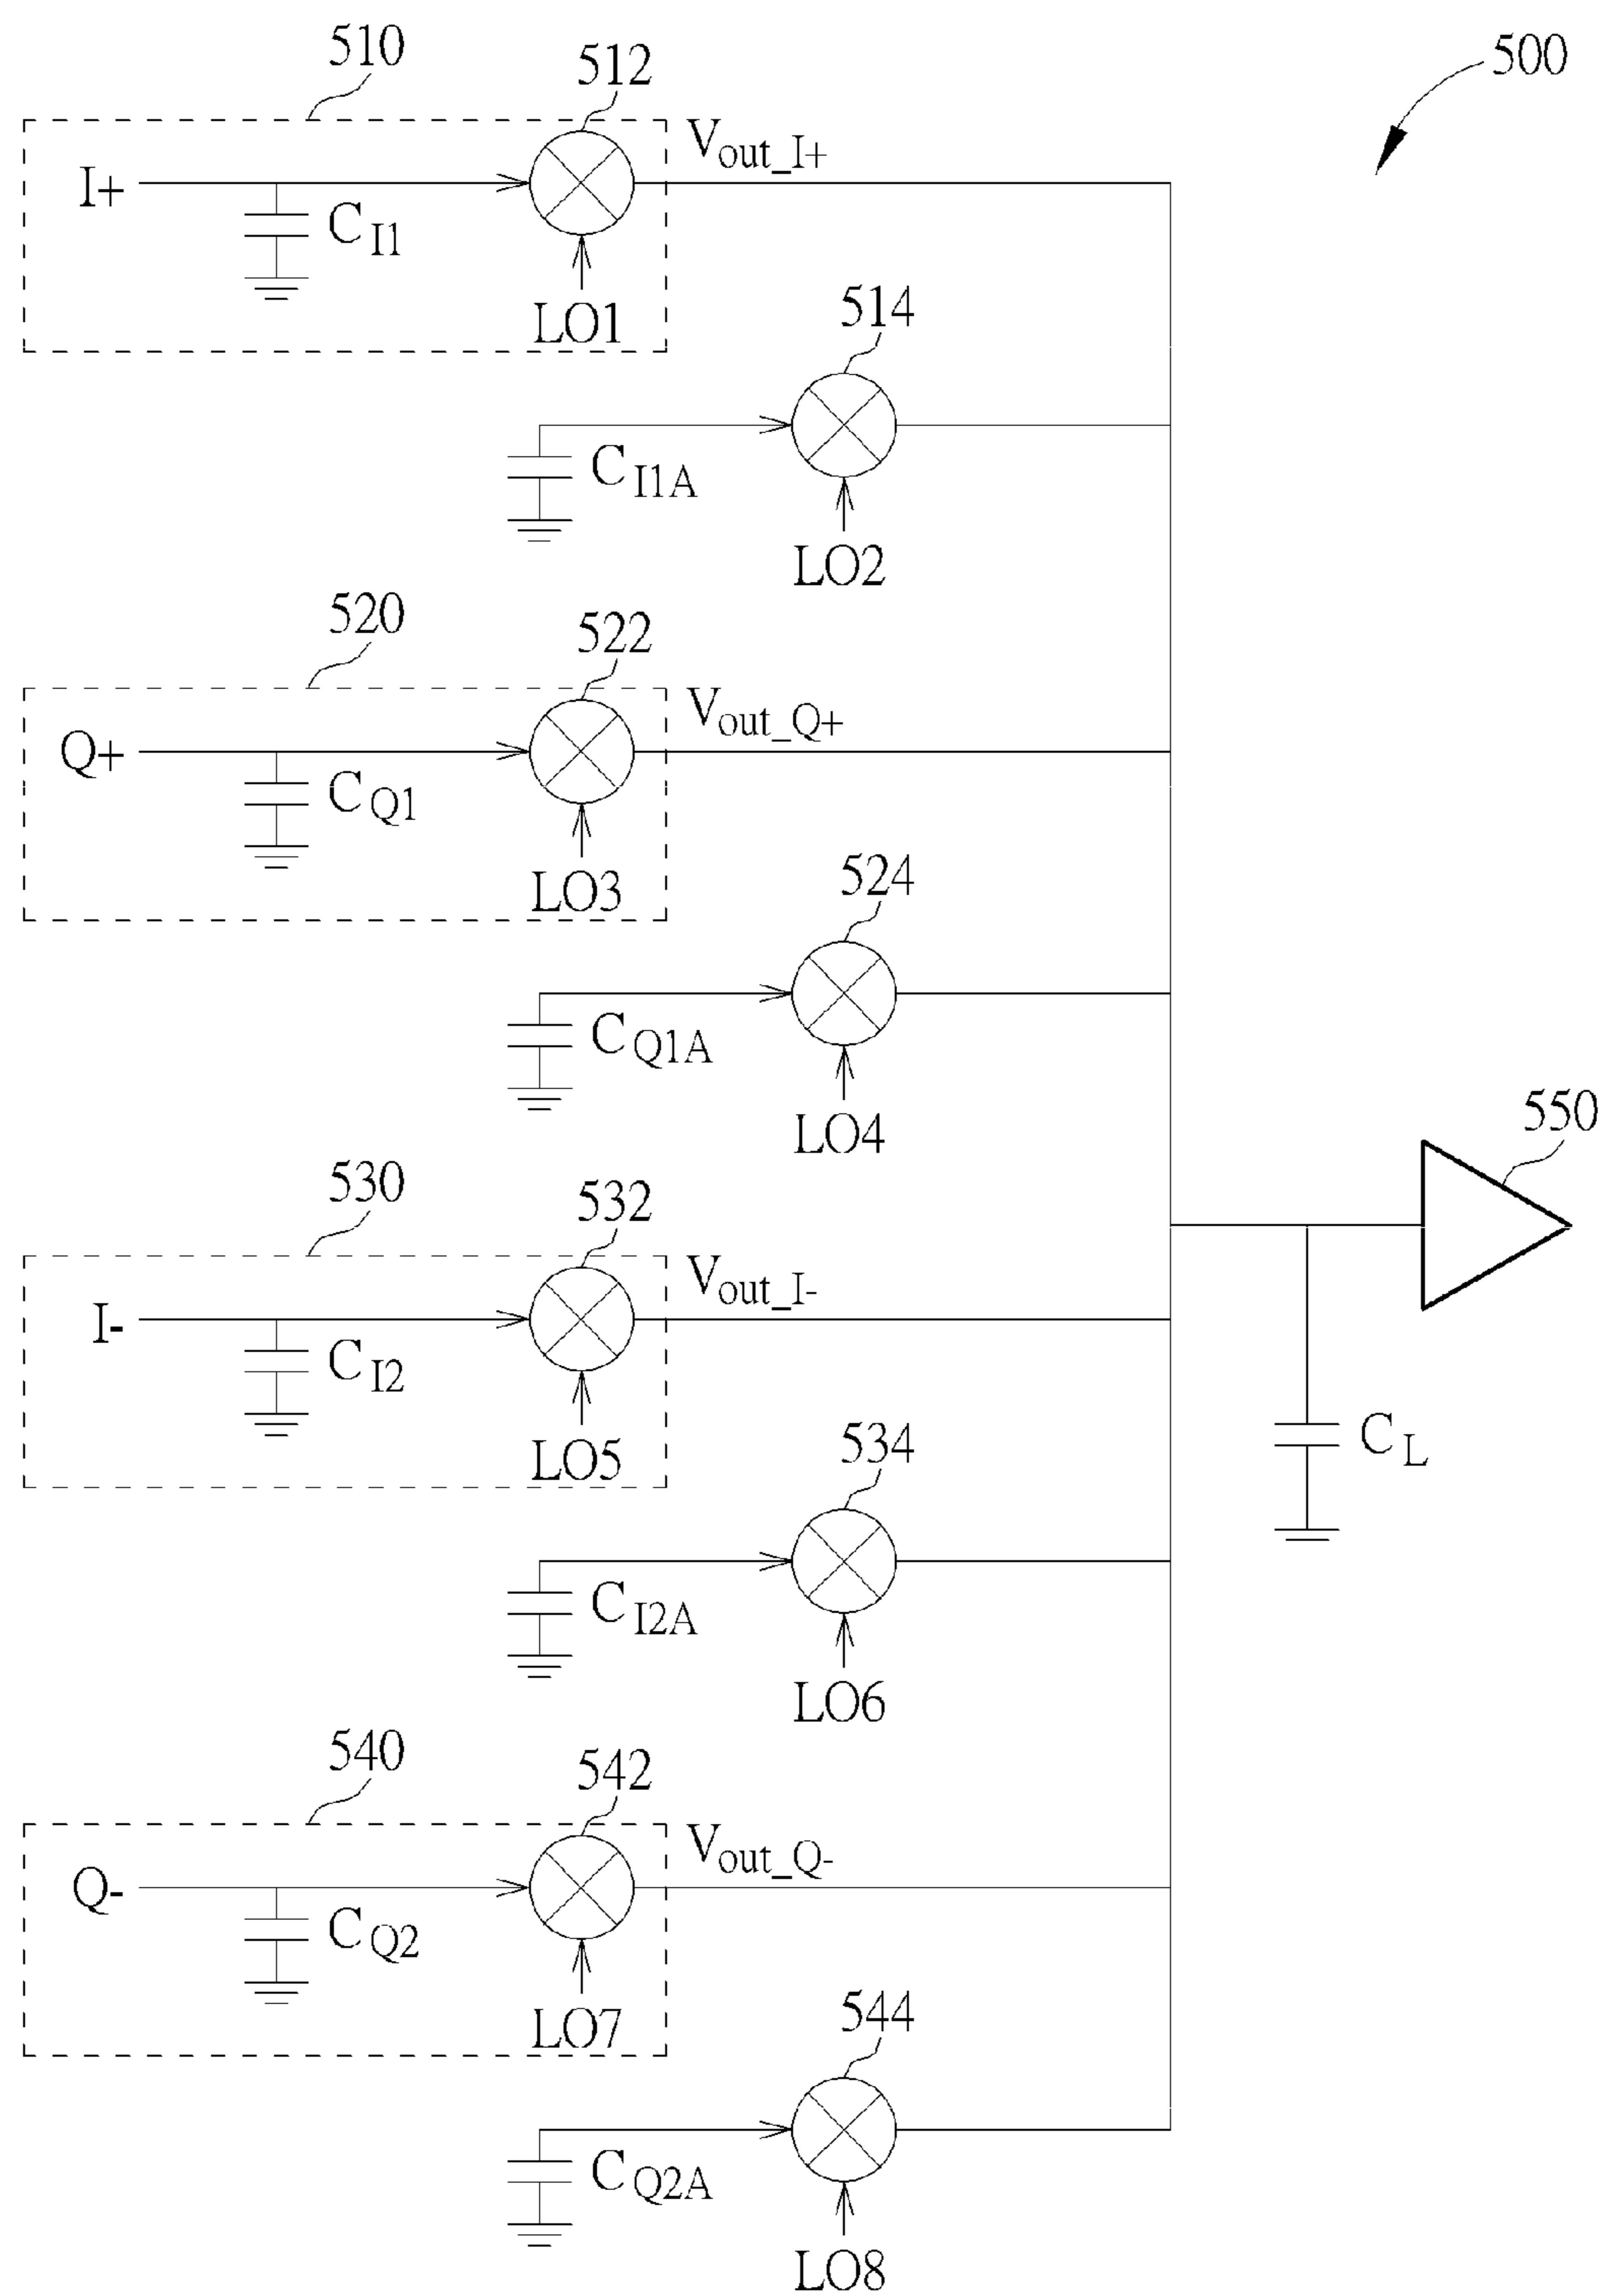 510
512
500
I+
V_out_I+
C_I1
LO1
514
C_I1A
LO2
520
522
Q+
V_out_Q+
C_Q1
LO3
524
C_Q1A
LO4
550
530
532
I-
V_out_I-
C_I2
LO5
534
C_L
C_I2A
LO6
540
542
Q-
V_out_Q-
C_Q2
LO7
544
C_Q2A
LO8